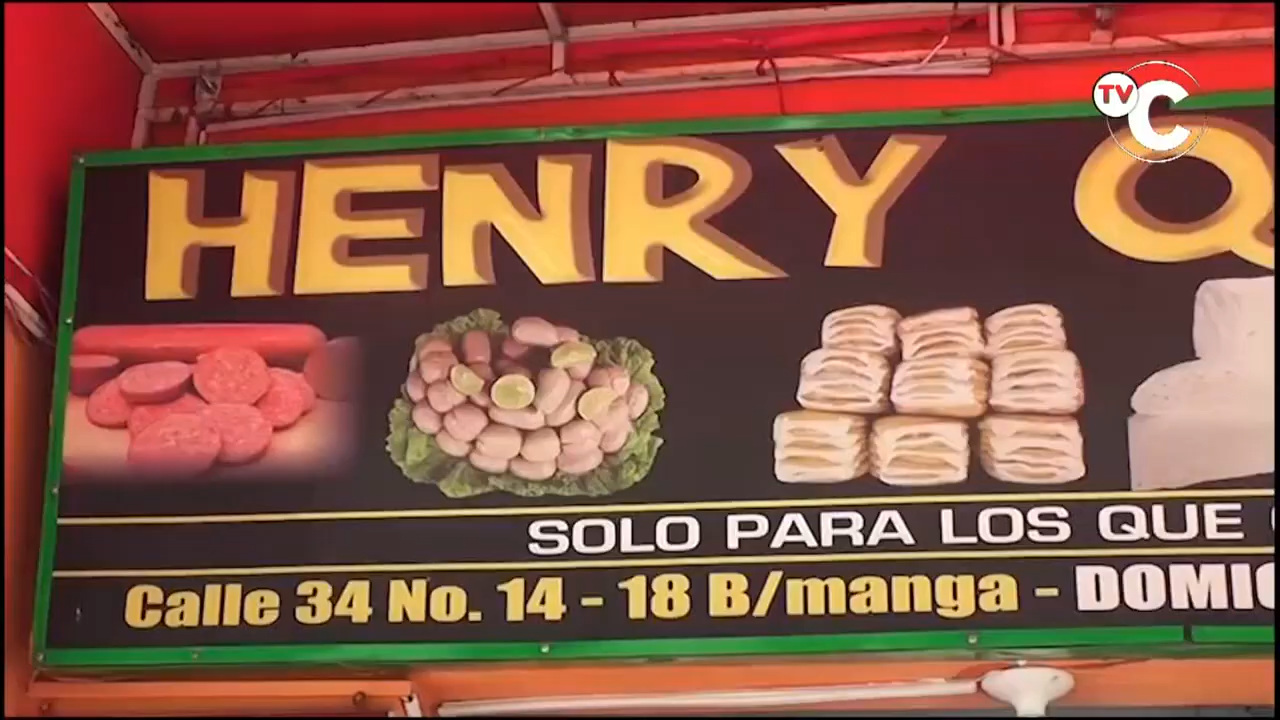 TV C
HENRY Q
SOLO PARA LOS QUE
Calle 34 No. 14 - 18 B/manga - DOMIC